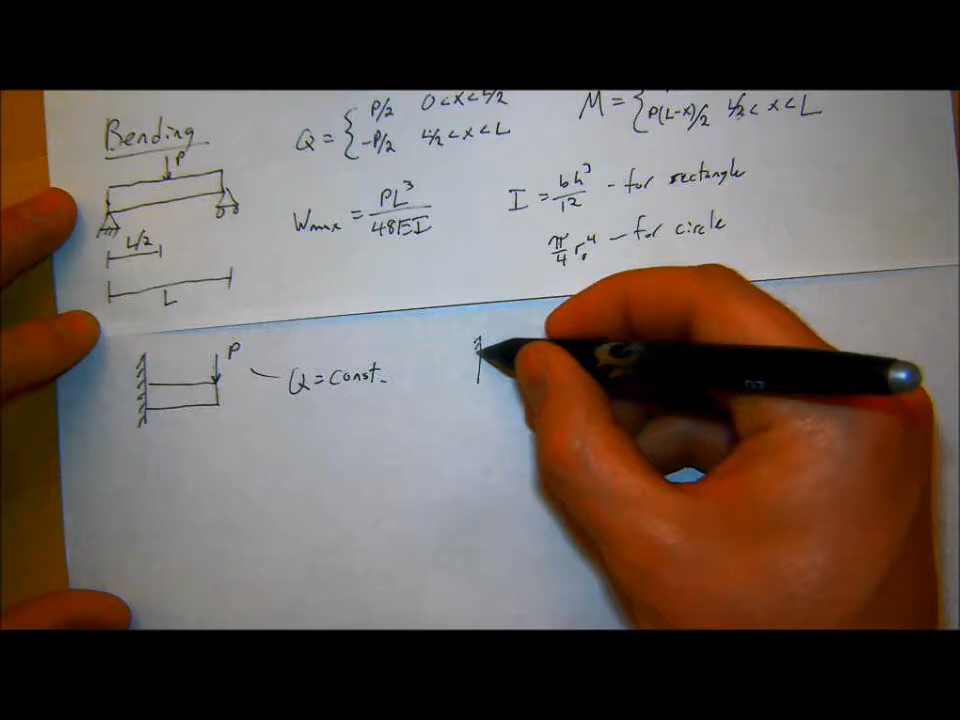 Bending
P
L/2
L
Q = { P/2 0<x<L/2
-P/2 L/2<x<L
M = {
P(L-x)/2 L/2<x<L
Wmax = PL³/48EI
I = bh³/12 - for rectangle
π/4 r₀⁴ - for circle
P
Q = const.